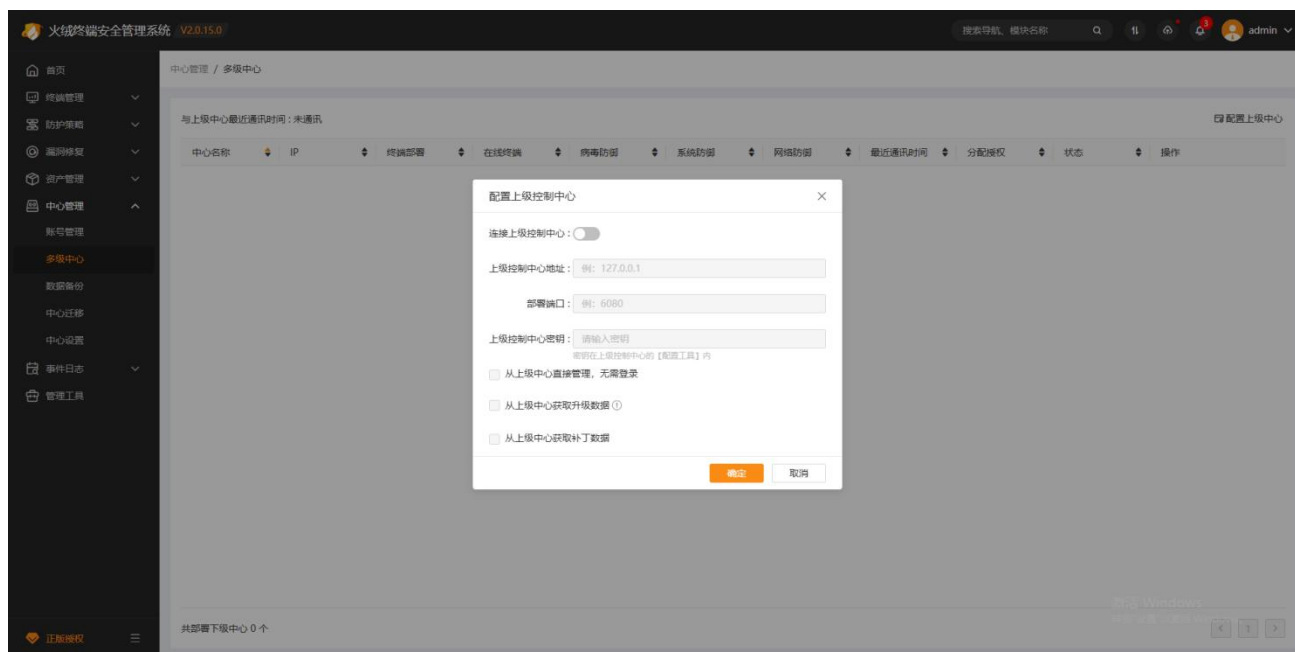 火绒终端安全管理系统 V2.0.15.0
搜索导航、模块名称
3
admin
首页
终端管理
防护策略
漏洞修复
资产管理
中心管理
账号管理
多级中心
数据备份
中心迁移
中心设置
事件日志
管理工具
正版授权
中心管理 / 多级中心
与上级中心最近通讯时间：未通讯
配置上级中心
中心名称 IP 终端部署 在线终端 病毒防御 系统防御 网络防御 最近通讯时间 分配授权 状态 操作
配置上级控制中心
连接上级控制中心：
上级控制中心地址： 例：127.0.0.1
部署端口： 例：6080
上级控制中心密钥： 请输入密钥
密钥在上级控制中心的【配置工具】内
从上级中心直接管理，无需登录
从上级中心获取升级数据
从上级中心获取补丁数据
确定 取消
激活 Windows
共部署下级中心 0 个
1